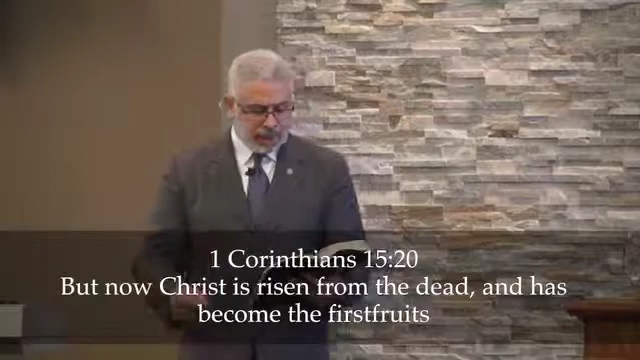 1 Corinthians 15:20
But now Christ is risen from the dead, and has
become the firstfruits